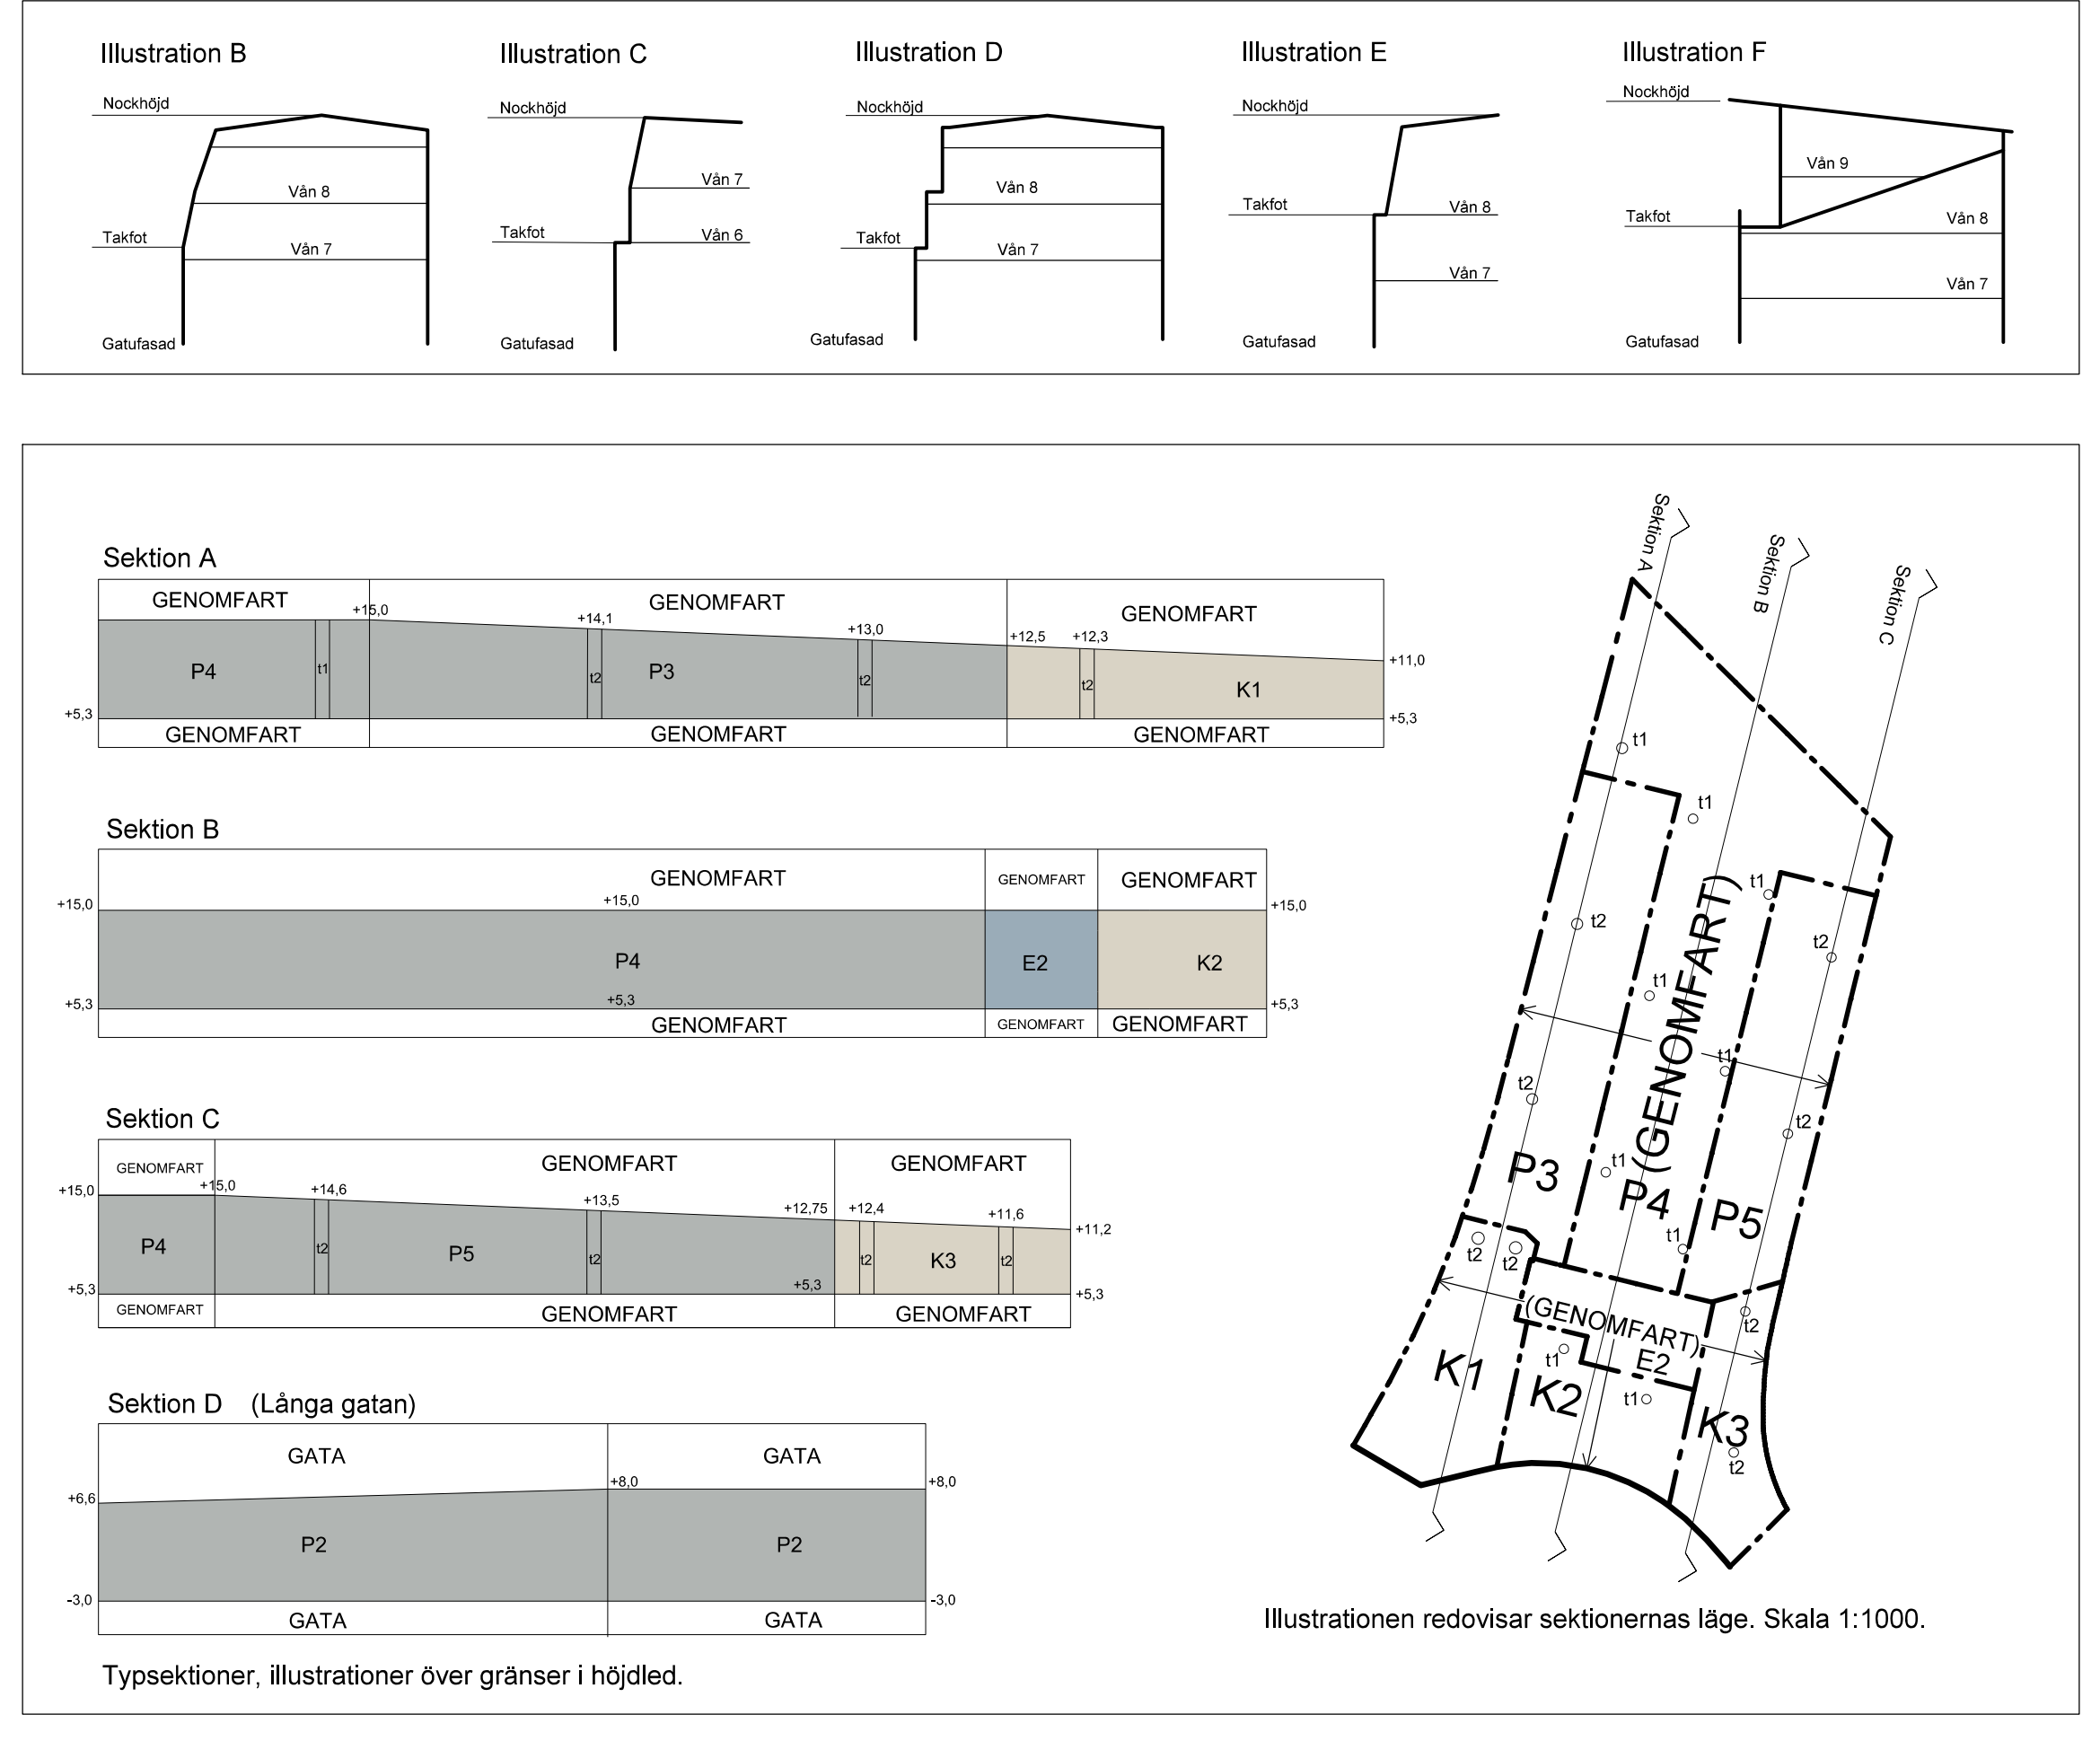 Illustration B
Nockhöjd
Vån 8
Takfot
Vån 7
Gatufasad
Illustration C
Nockhöjd
Vån 7
Takfot
Vån 6
Gatufasad
Illustration D
Nockhöjd
Vån 8
Takfot
Vån 7
Gatufasad
Illustration E
Nockhöjd
Takfot
Vån 8
Vån 7
Gatufasad
Illustration F
Nockhöjd
Vån 9
Takfot
Vån 8
Vån 7
Gatufasad
Sektion A
GENOMFART GENOMFART GENOMFART
+15,0 +14,1 +13,0 +12,5 +12,3 +11,0
P4 t1 t2 P3 t2 t2 K1
+5,3 +5,3
GENOMFART GENOMFART GENOMFART
Sektion B
GENOMFART GENOMFART GENOMFART
+15,0 +15,0 +15,0
P4 E2 K2
+5,3 +5,3 +5,3
GENOMFART GENOMFART GENOMFART
Sektion C
GENOMFART GENOMFART GENOMFART
+15,0 +15,0 +14,6 +13,5 +12,75 +12,4 +11,6 +11,2
P4 t2 P5 t2 t2 K3 t2
+5,3 +5,3 +5,3
GENOMFART GENOMFART GENOMFART
Sektion D (Långa gatan)
GATA GATA
+6,6 +8,0 +8,0
P2 P2
-3,0 -3,0
GATA GATA
Typsektioner, illustrationer över gränser i höjdled.
Sektion A
Sektion B
Sektion C
t1
t1
t1
t2
t2
t1
t1
t2
t2
(GENOMFART)
t1
P3
P4
P5
t1
t2
t2
(GENOMFART)
t2
t1
E2
K1
K2
t1
K3
t2
Illustrationen redovisar sektionernas läge. Skala 1:1000.